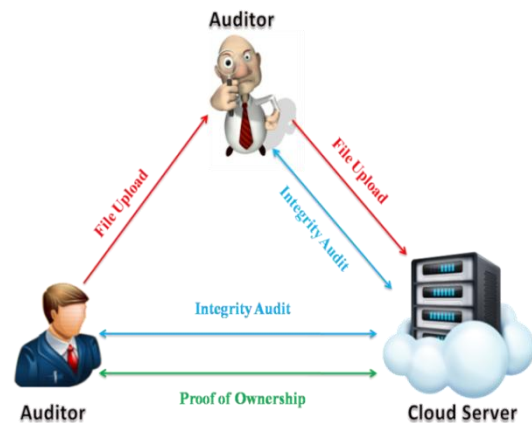 Auditor
File Upload
File Upload
Integrity Audit
Integrity Audit
Proof of Ownership
Auditor
Cloud Server